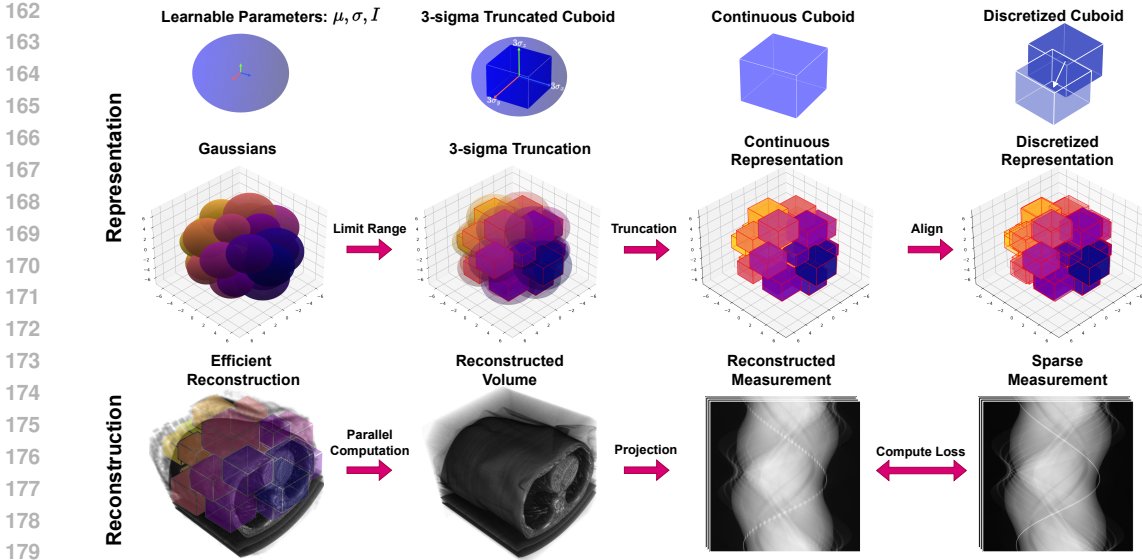 162
163
164
165
166
167
168
169
170
171
172
173
174
175
176
177
178
179
Representation
Learnable Parameters: μ, σ, I
3-sigma Truncated Cuboid
Continuous Cuboid
Discretized Cuboid
Gaussians
3-sigma Truncation
Continuous
Representation
Discretized
Representation
Limit Range
Truncation
Align
Reconstruction
Efficient
Reconstruction
Reconstructed
Volume
Reconstructed
Measurement
Sparse
Measurement
Parallel
Computation
Projection
Compute Loss